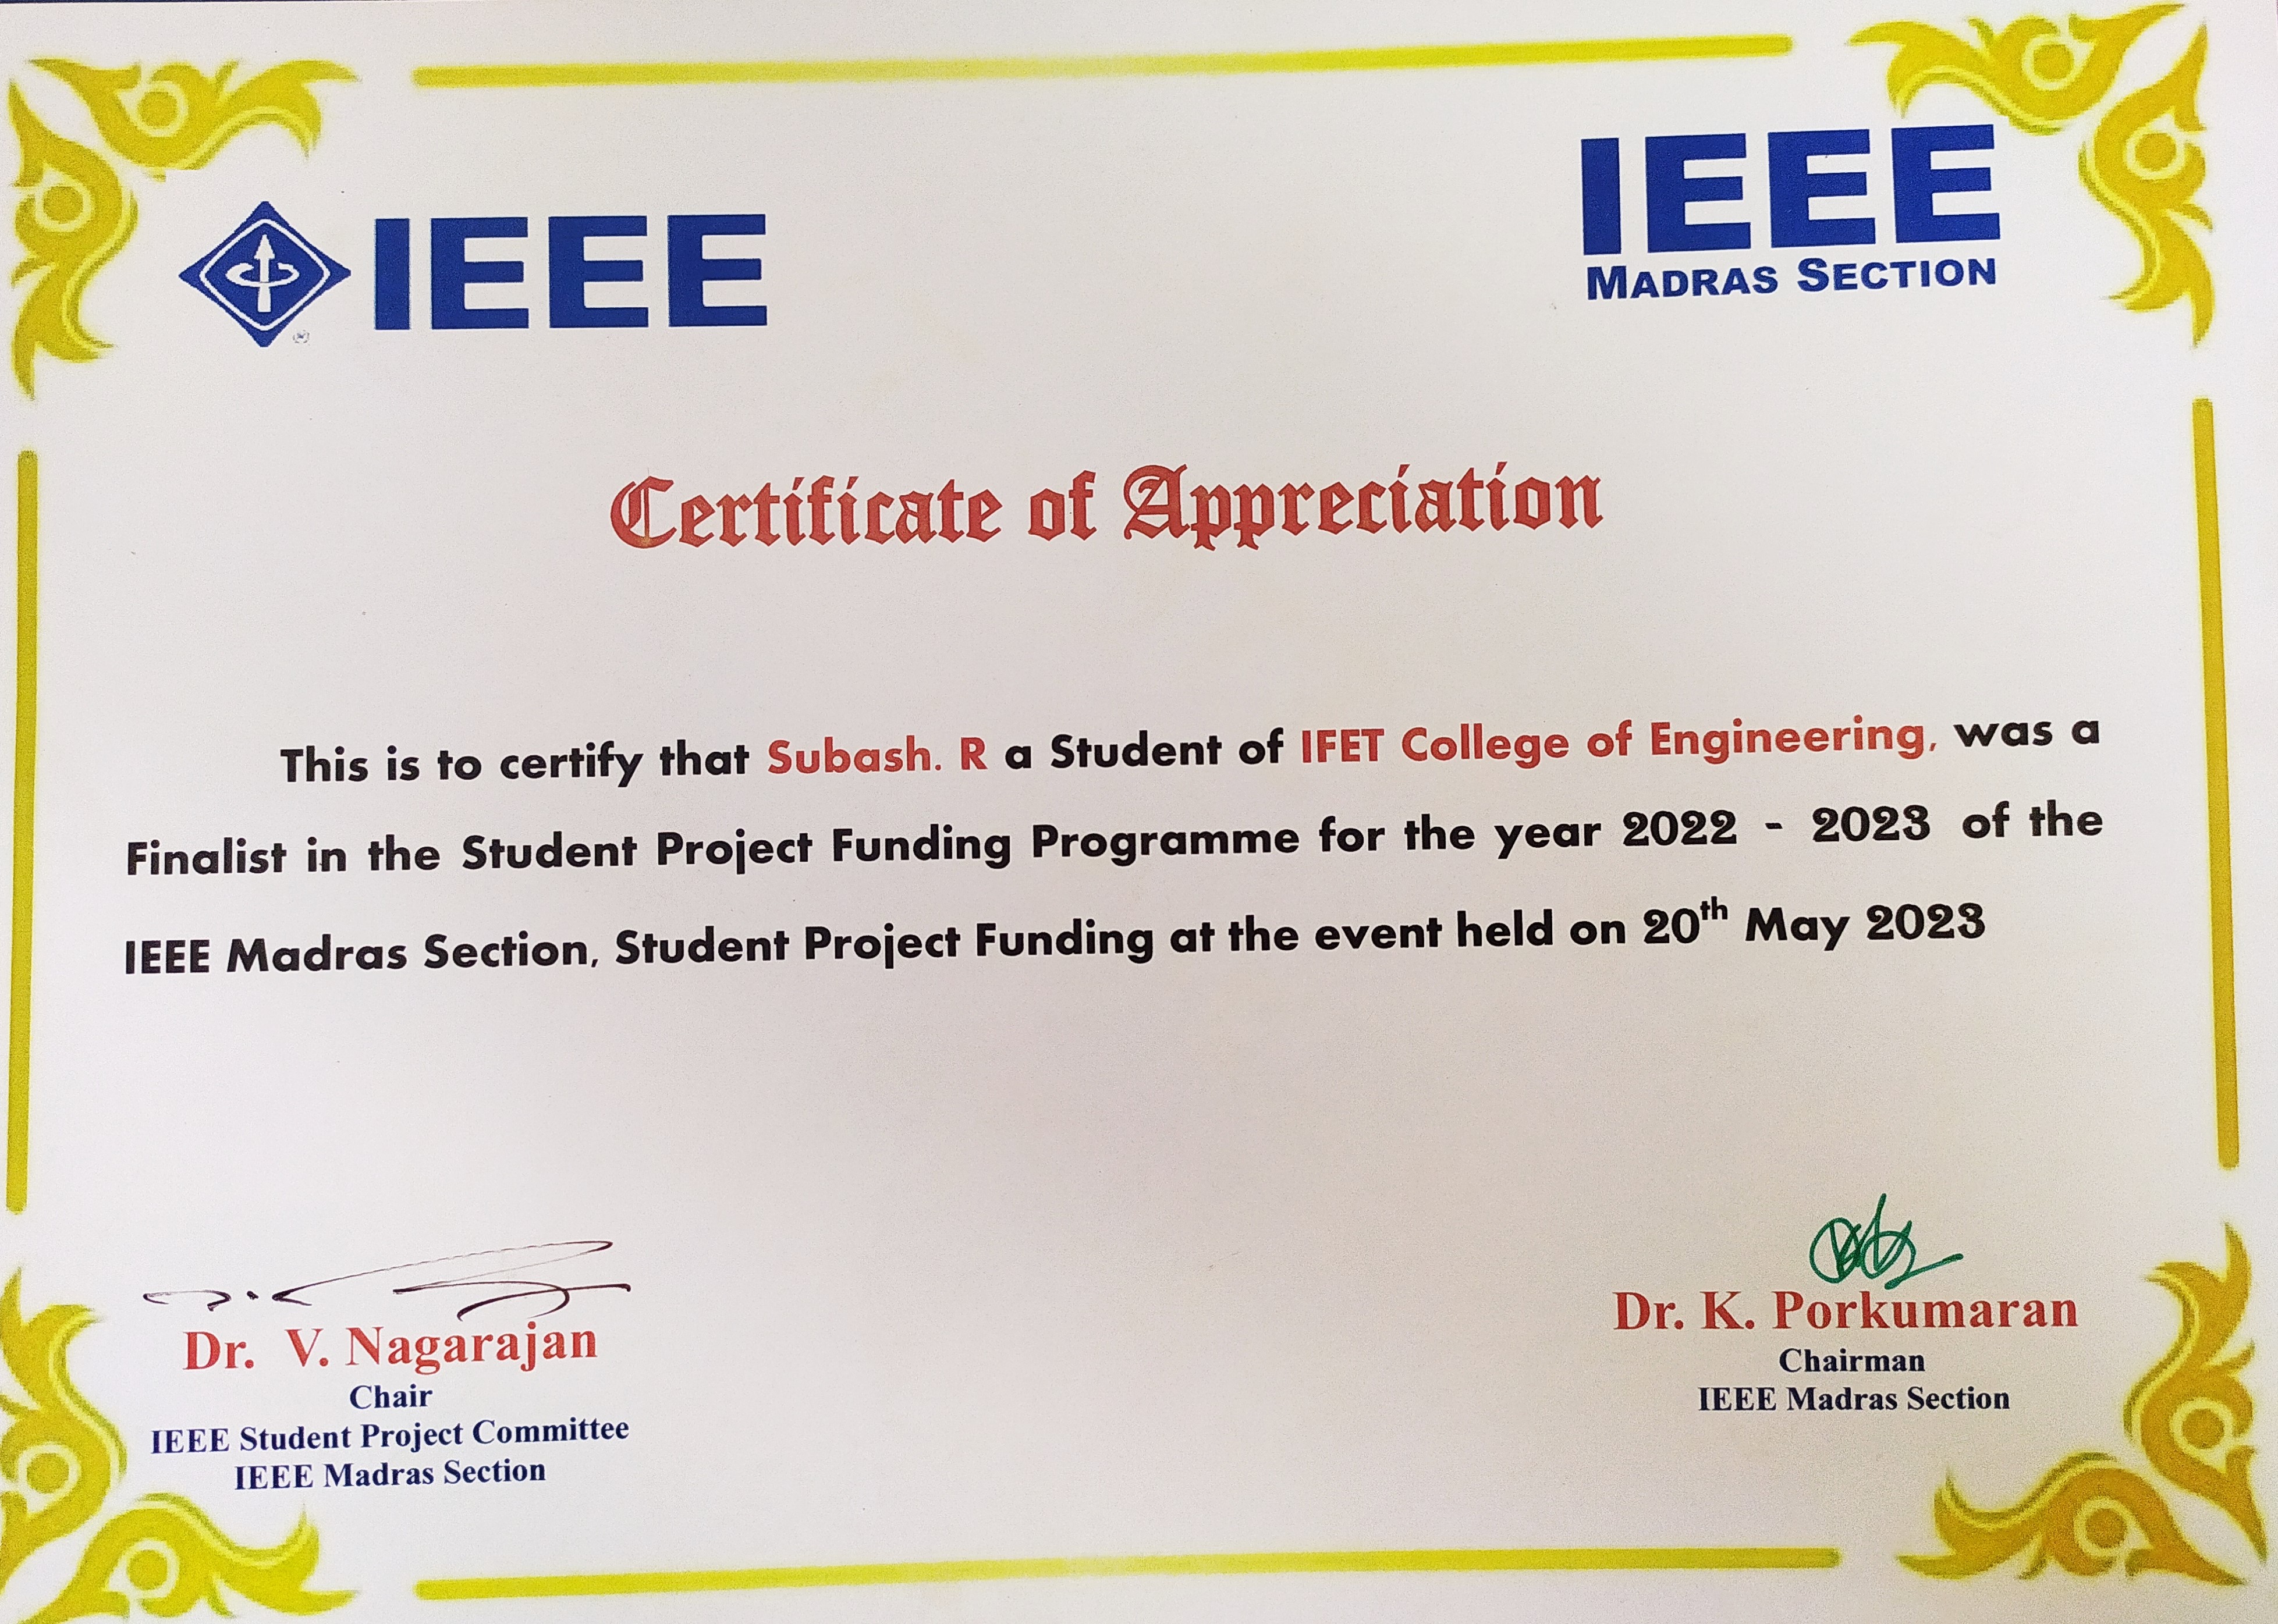 IEEE
IEEE
MADRAS SECTION
Certificate of Appreciation
This is to certify that Subash. R a Student of IFET College of Engineering, was a
Finalist in the Student Project Funding Programme for the year 2022 - 2023 of the
IEEE Madras Section, Student Project Funding at the event held on 20th May 2023
Dr. V. Nagarajan
Chair
IEEE Student Project Committee
IEEE Madras Section
Dr. K. Porkumaran
Chairman
IEEE Madras Section